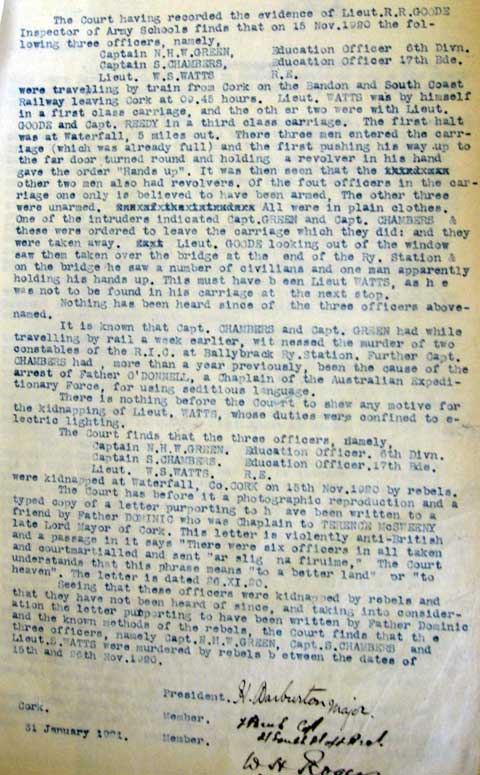 The Court having recorded the evidence of Lieut.R.R.GOODE
Inspector of Army Schools finds that on 15 Nov.1920 the fol-
lowing three officers, namely,
Captain N.H.W.GREEN, Education Officer 6th Divn.
Captain S.CHAMBERS, Education Officer 17th Bde.
Lieut. W.S.WATTS R.E.
were travelling by train from Cork on the Bandon and South Coast
Railway leaving Cork at 09.45 hours. Lieut. WATTS was by himself
in a first class carriage, and the other two were with Lieut.
GOODE and Capt. REEDY in a third class carriage. The first halt
was at Waterfall, 5 miles out. There three men entered the carr-
iage (which was already full) and the first pushing his way up to
the far door turned round and holding a revolver in his hand
gave the order "Hands up". It was then seen that the
other two men also had revolvers. Of the fout officers in the car-
riage one only is believed to have been armed, The other three
were unarmed. All were in plain clothes.
One of the intruders indicated Capt.GREEN and Capt. CHAMBERS &
these were ordered to leave the carriage which they did: and they
were taken away. Lieut. GOODE looking out of the window
saw them taken over the bridge at the end of the Ry. Station &
on the bridge he saw a number of civilians and one man apparently
holding his hands up. This must have b een Lieut WATTS, as h e
was not to be found in his carriage at the next stop.
Nothing has been heard since of the three officers above-
named.
It is known that Capt. CHAMBERS and Capt. GREEN had while
travelling by rail a week earlier, wit nessed the murder of two
constables of the R.I.C. at Ballybrack Ry.Station. Further Capt.
CHAMBERS had more than a year previously, been the cause of the
arrest of Father O'DONNELL, a Chaplain of the Australian Expedi-
tionary Force, for using seditious language.
There is nothing before the Court to shew any motive for
the kidnapping of Lieut. WATTS, whose duties were confined to e-
lectric lighting.
The Court finds that the three officers, Namely,
Captain N.H.W.GREEN. Education Officer. 6th Divn.
Captain S.CHAMBERS. Education Officer.17th Bde.
Lieut. W.S.WATTS. R.E.
were kidnapped at Waterfall, Co.CORK on 15th Nov.1920 by rebels.
The Court has before it a photographic reproduction and a
typed copy of a letter purporting to h ave been written to a
friend by Father DOMINIC who was Chaplain to TERENCE McSWEENY
late Lord Mayor of Cork. This letter is violently anti-British
and a passage in it says "There were six officers in all taken
and courtmartialled and sent "ar slig na firuime," The Court
understands that this phrase means "to a better land" or "to
heaven". The letter is dated 26.XI.20.
Seeing that these officers were kidnapped by rebels and
that they have not been heard of since, and taking into consider-
ation the letter purporting to have been written by Father Dominic
and the known methods of the rebels, the Court finds that th e
three officers, namely Capt.N.H.W.GREEN, Capt.S.CHAMBERS and
Lieut.S.WATTS were murdered by rebels b etween the dates of
15th and 26th Nov.1920.
President. H. Warburton Major.
Cork. Member.
31 January 1921. Member.
W H